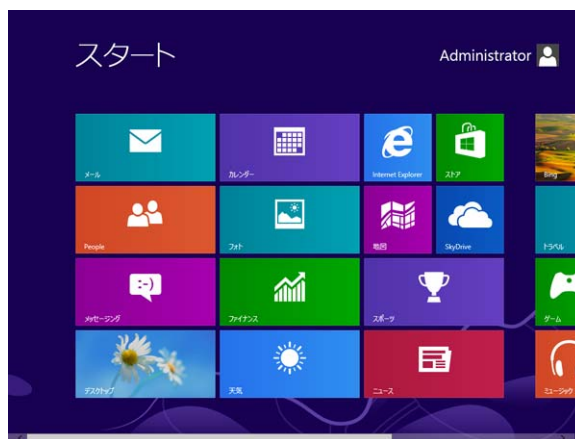 スタート
Administrator
メール
カレンダー
Internet Explorer
ストア
Bing
People
フォト
地図
SkyDrive
トラベル
メッセージング
:-)
ファイナンス
スポーツ
ゲーム
デスクトップ
天気
ニュース
ミュージック